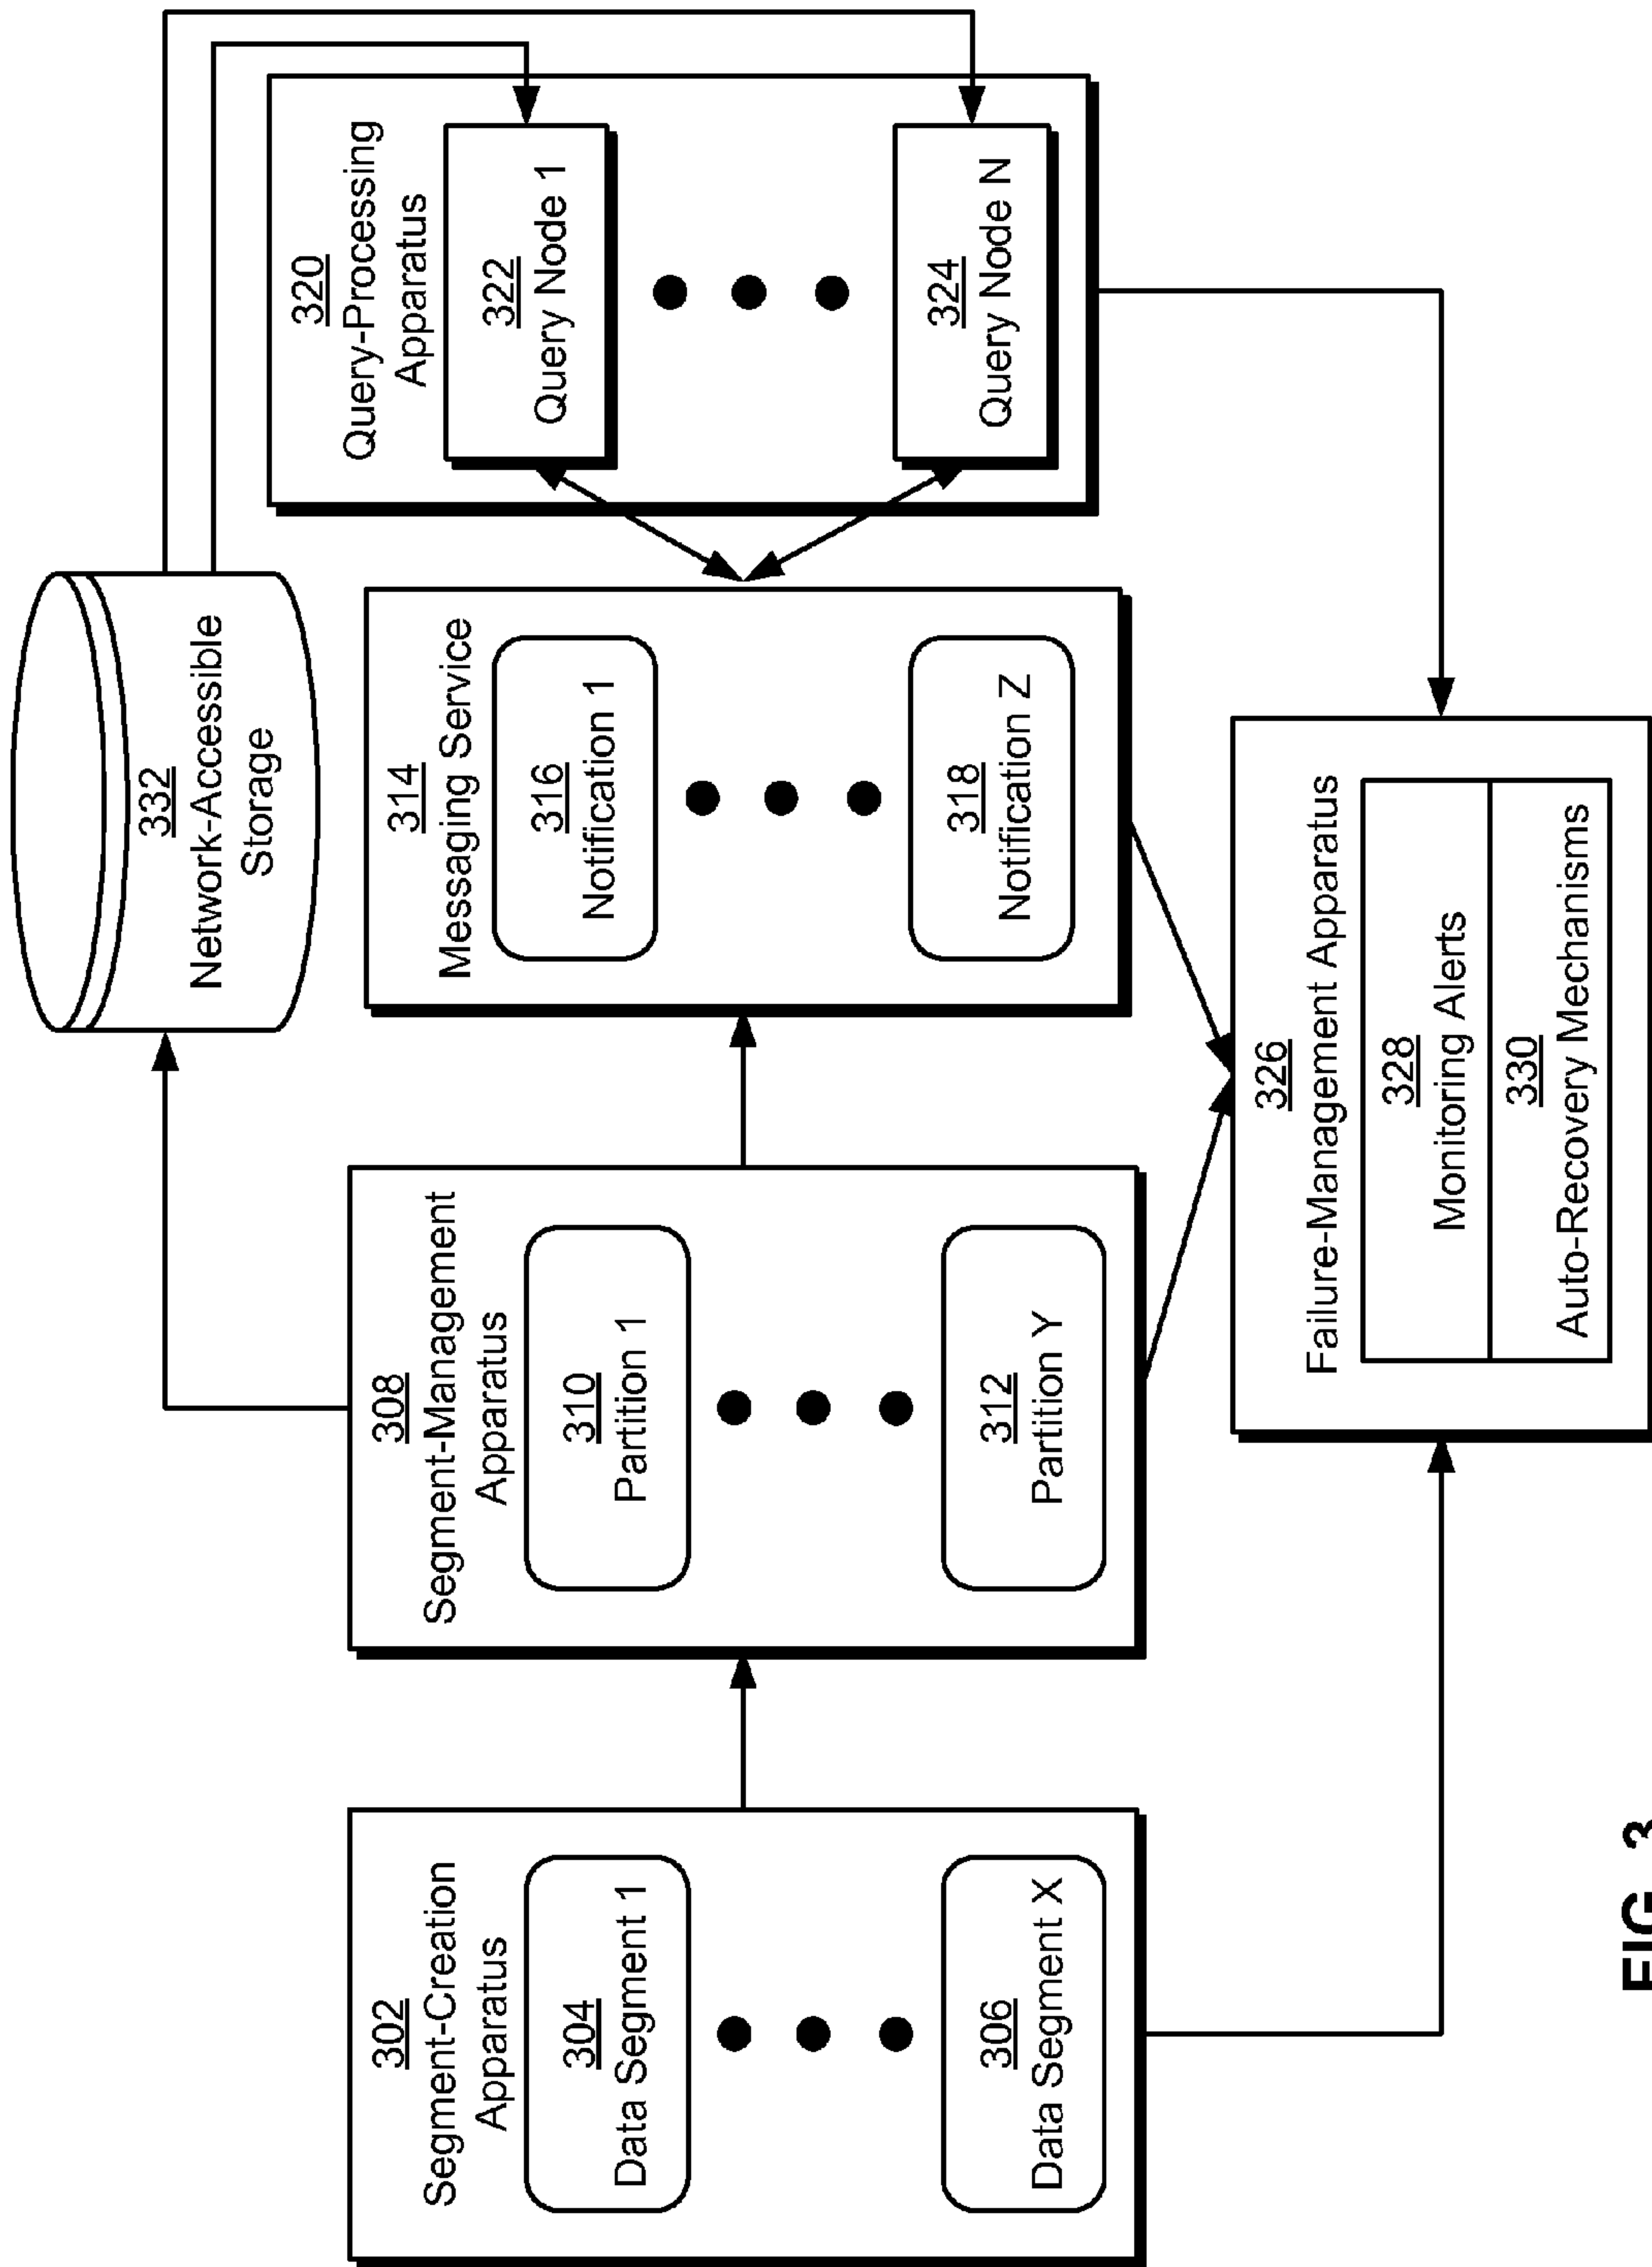 332
Network-Accessible
Storage
302
Segment-Creation
Apparatus
304
Data Segment 1
306
Data Segment X
308
Segment-Management
Apparatus
310
Partition 1
312
Partition Y
314
Messaging Service
316
Notification 1
318
Notification Z
320
Query-Processing
Apparatus
322
Query Node 1
324
Query Node N
326
Failure-Management Apparatus
328
Monitoring Alerts
330
Auto-Recovery Mechanisms
FIG. 3